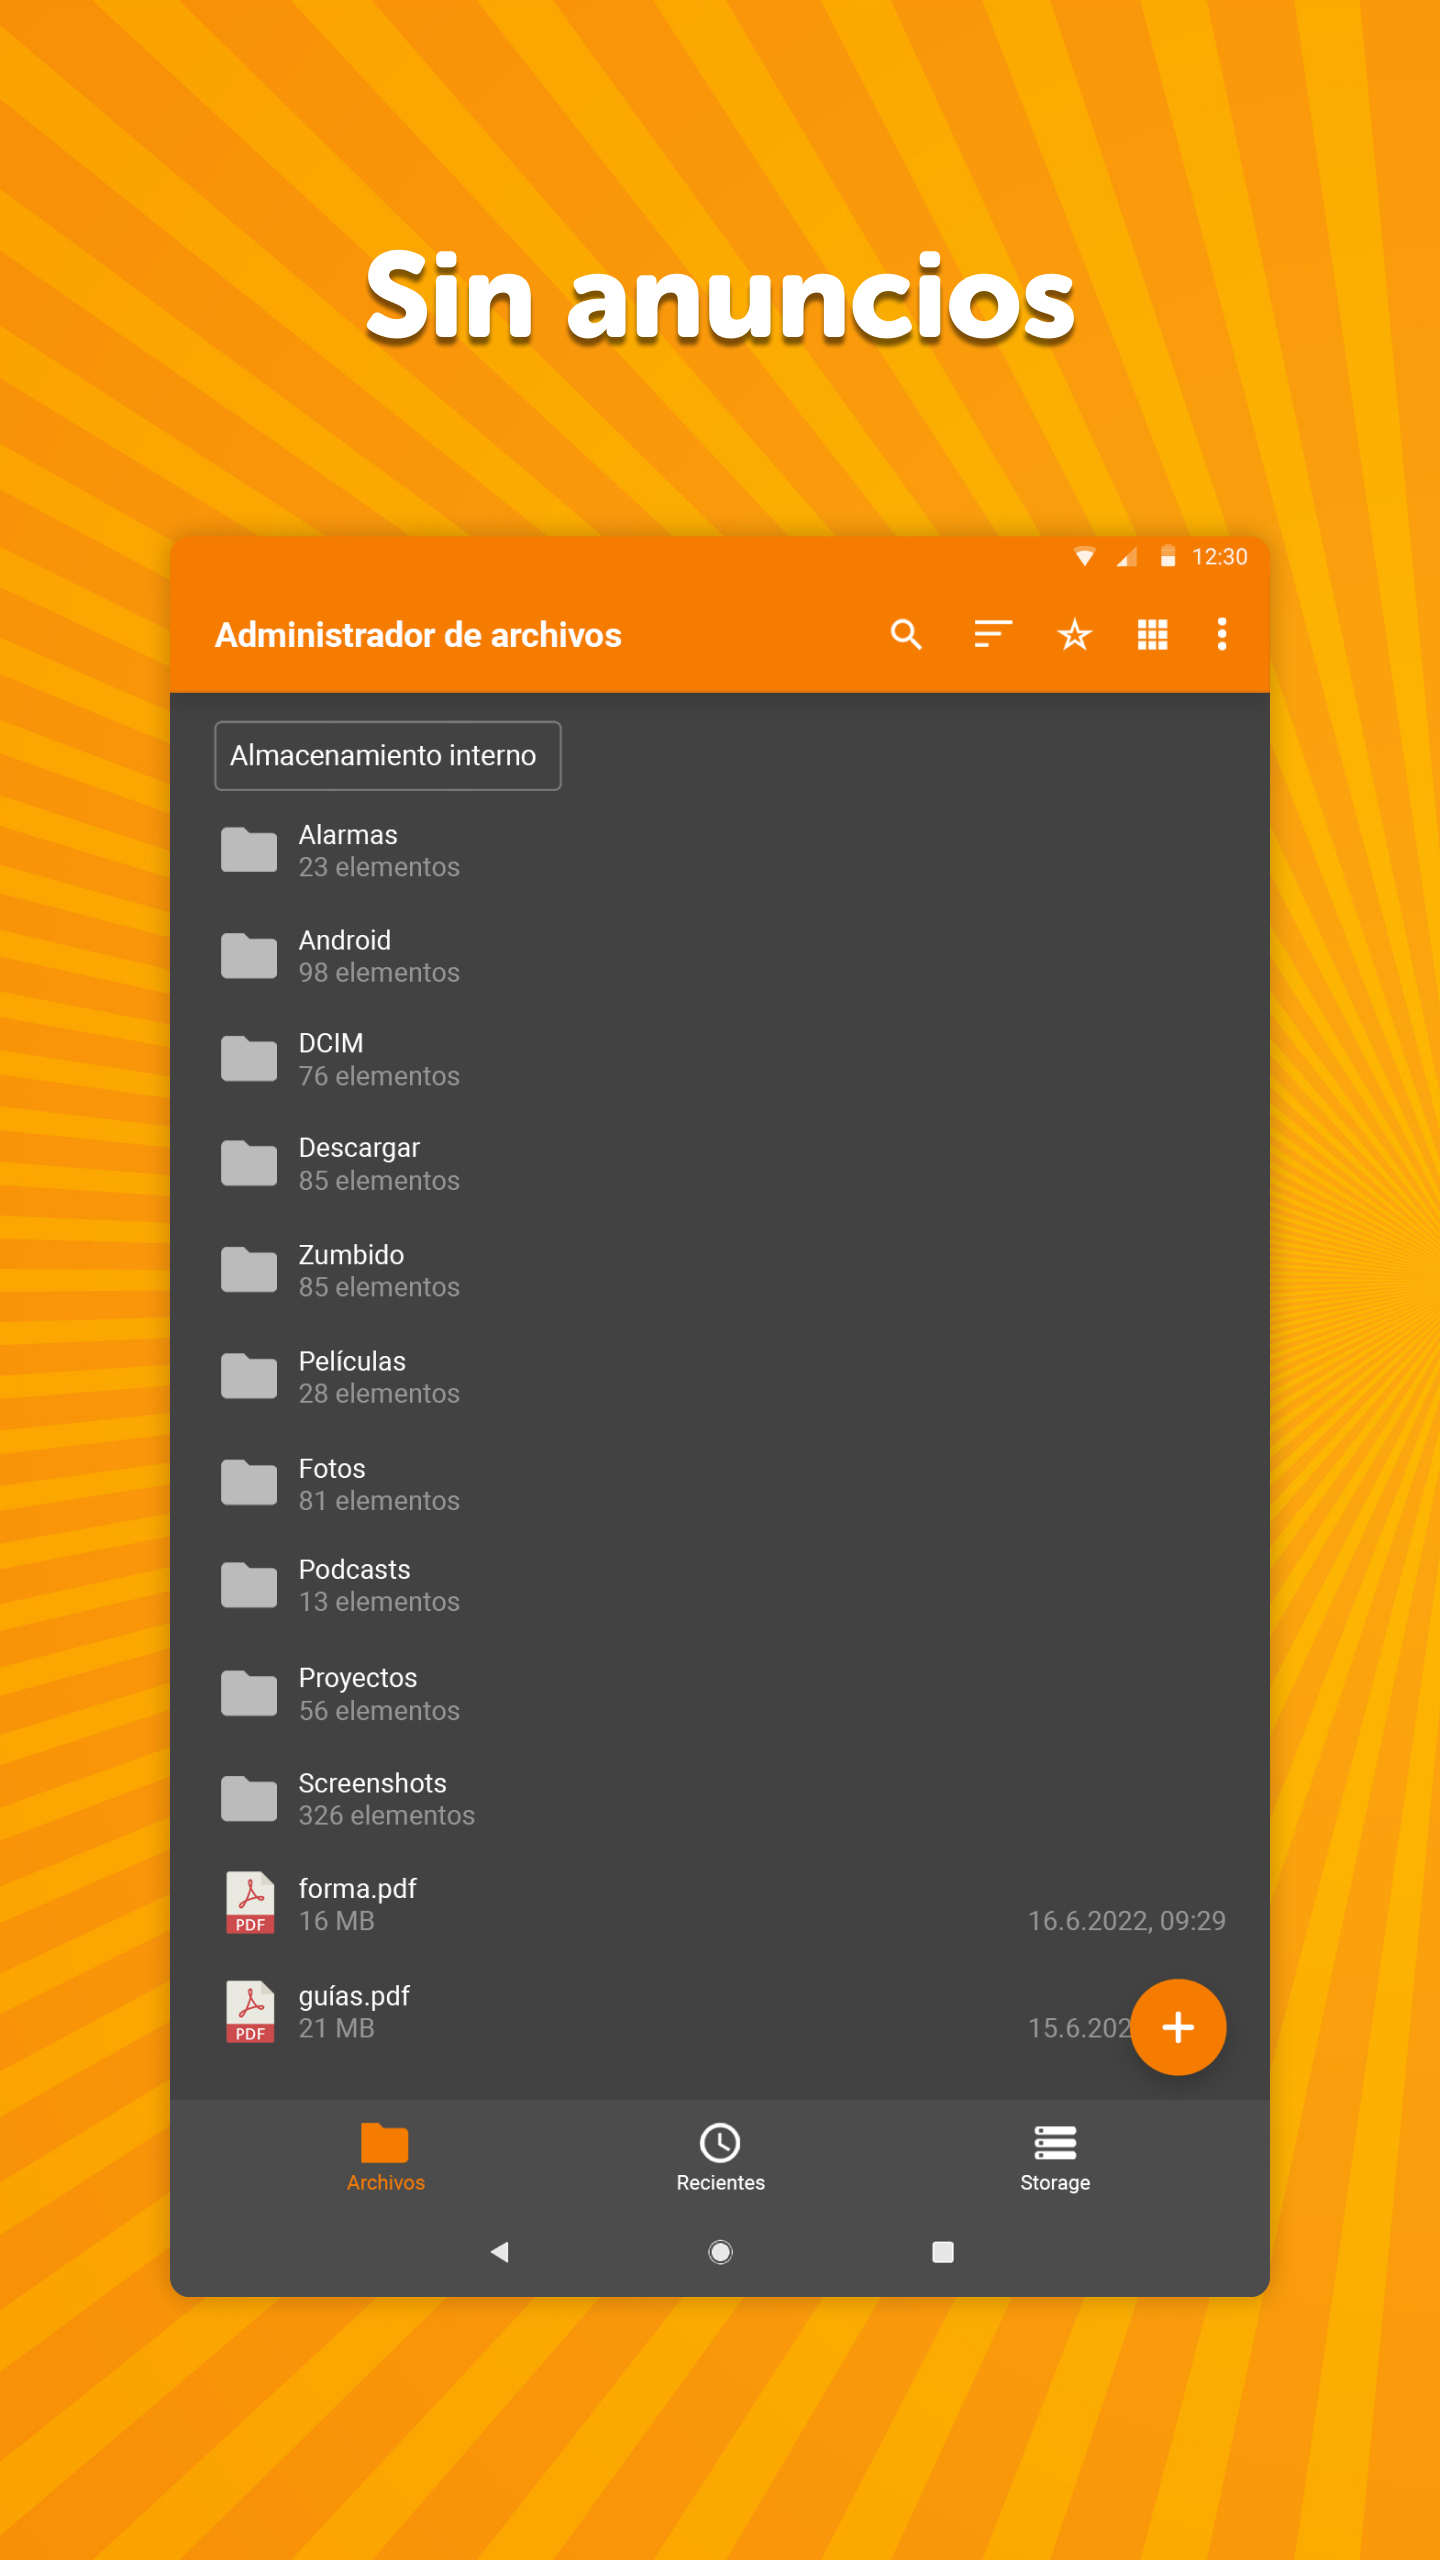 Sin anuncios
12:30
Administrador de archivos
Almacenamiento interno
Alarmas
23 elementos
Android
98 elementos
DCIM
76 elementos
Descargar
85 elementos
Zumbido
85 elementos
Películas
28 elementos
Fotos
81 elementos
Podcasts
13 elementos
Proyectos
56 elementos
Screenshots
326 elementos
forma.pdf
PDF
16 MB
16.6.2022, 09:29
guías.pdf
PDF
21 MB
15.6.202
Archivos
Recientes
Storage